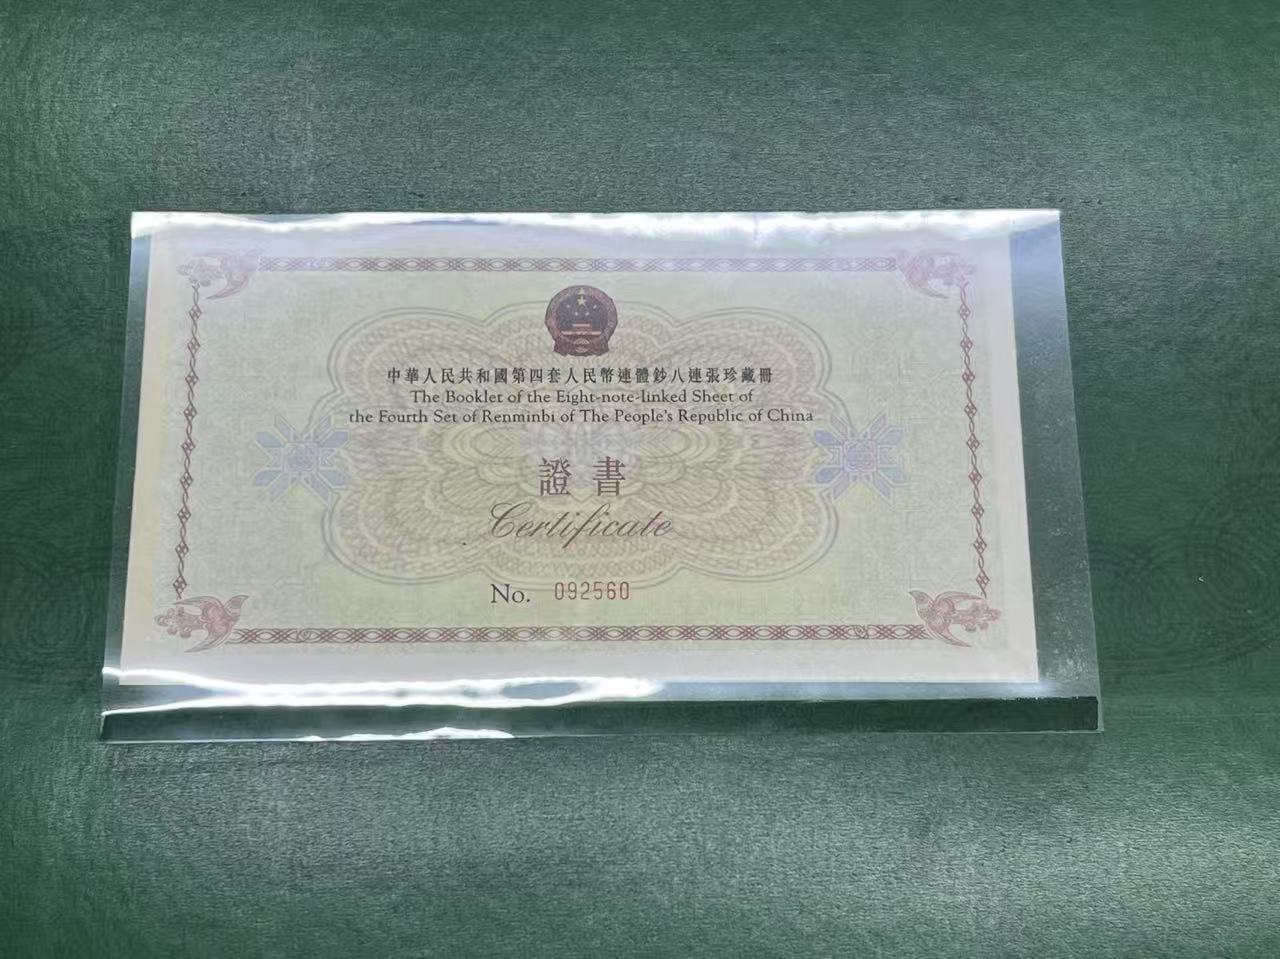 中華人民共和國第四套人民幣連體鈔八連張珍藏冊
The Booklet of the Eight-note-linked Sheet of
the Fourth Set of Renminbi of The People's Republic of China
證書
Certificate
No. 092560